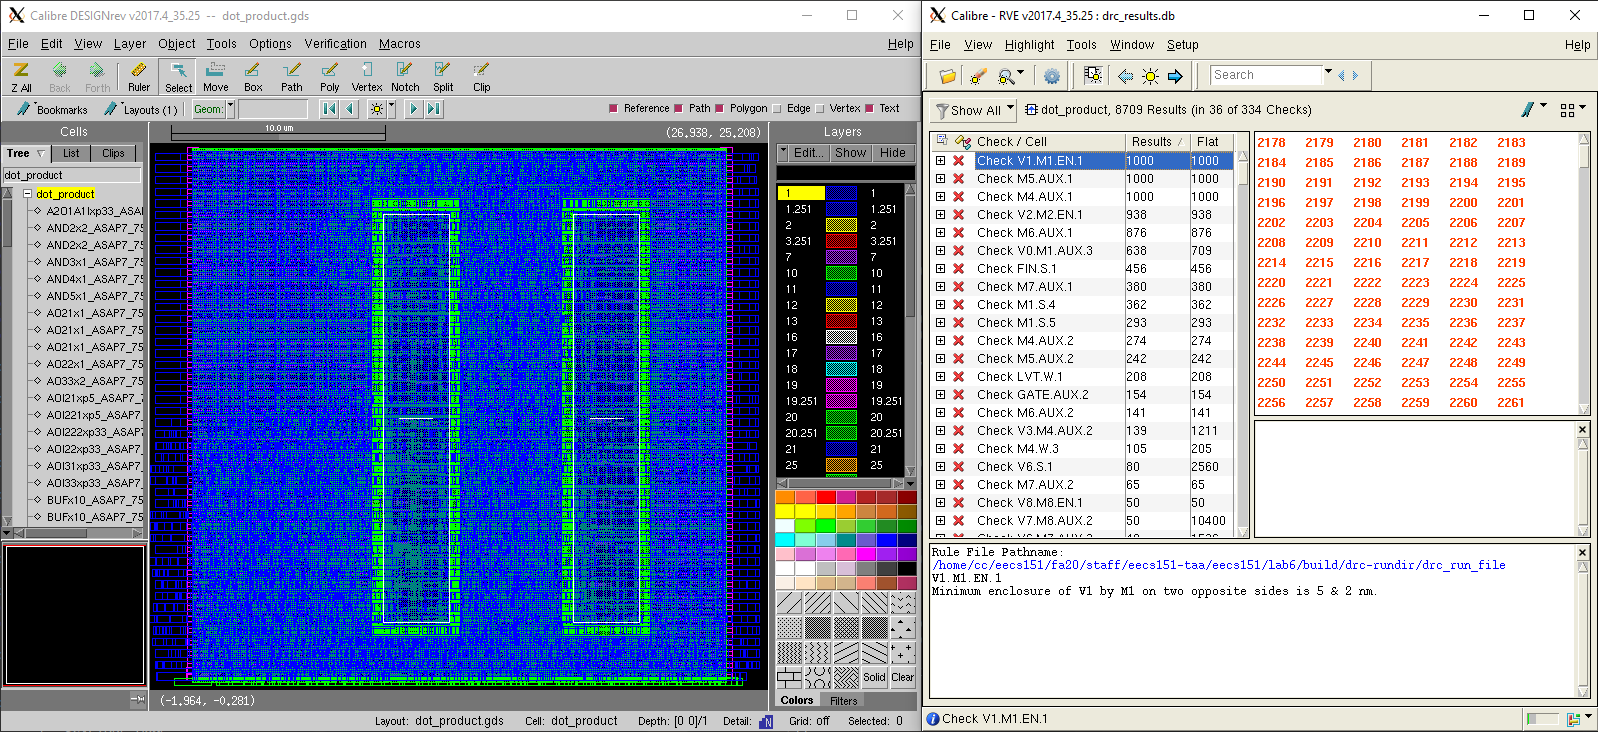 Calibre DESIGNrev v2017.4_35.25 -- dot_product.gds
File Edit View Layer Object Tools Options Verification Macros Help
Z All Back Forth Ruler Select Move Box Path Poly Vertex Notch Split Clip
Bookmarks Layouts (1) Geom: Reference Path Polygon Edge Vertex Text
Cells
Tree List Clips
dot_product
dot_product
A2O1A1Ixp33_ASAI
AND2x2_ASAP7_75
AND2x2_ASAP7_75
AND3x1_ASAP7_75
AND4x1_ASAP7_75
AND5x1_ASAP7_75
AO21x1_ASAP7_75
AO21x1_ASAP7_75
AO21x1_ASAP7_75
AO22x1_ASAP7_75
AO33x2_ASAP7_75
AOI21xp5_ASAP7_
AOI221xp5_ASAP7
AOI222xp33_ASAP
AOI22xp33_ASAP7
AOI31xp33_ASAP7
AOI33xp33_ASAP7
BUFx10_ASAP7_75
BUFx10_ASAP7_75
10.0 um
(26.938, 25.208)
(-1.964, -0.281)
Layers
Edit... Show Hide
1 1
1.251 1.251
2 2
3.251 3.251
7 7
10 10
11 11
12 12
13 13
16 16
17 17
18 18
19 19
19.251 19.251
20 20
20.251 20.251
21 21
25 25
Solid Clear
Colors Filters
Layout: dot_product.gds Cell: dot_product Depth: [0 0]/1 Detail: N Grid: off Selected: 0
Calibre - RVE v2017.4_35.25 : drc_results.db
File View Highlight Tools Window Setup Help
Search
Show All dot_product, 8709 Results (in 36 of 334 Checks)
Check / Cell Results Flat
Check V1.M1.EN.1 1000 1000
Check M5.AUX.1 1000 1000
Check M4.AUX.1 1000 1000
Check V2.M2.EN.1 938 938
Check M6.AUX.1 876 876
Check V0.M1.AUX.3 638 709
Check FIN.S.1 456 456
Check M7.AUX.1 380 380
Check M1.S.4 362 362
Check M1.S.5 293 293
Check M4.AUX.2 274 274
Check M5.AUX.2 242 242
Check LVT.W.1 208 208
Check GATE.AUX.2 154 154
Check M6.AUX.2 141 141
Check V3.M4.AUX.2 139 1211
Check M4.W.3 105 205
Check V6.S.1 80 2560
Check M7.AUX.2 65 65
Check V8.M8.EN.1 50 50
Check V7.M8.AUX.2 50 10400
2178 2179 2180 2181 2182 2183
2184 2185 2186 2187 2188 2189
2190 2191 2192 2193 2194 2195
2196 2197 2198 2199 2200 2201
2202 2203 2204 2205 2206 2207
2208 2209 2210 2211 2212 2213
2214 2215 2216 2217 2218 2219
2220 2221 2222 2223 2224 2225
2226 2227 2228 2229 2230 2231
2232 2233 2234 2235 2236 2237
2238 2239 2240 2241 2242 2243
2244 2245 2246 2247 2248 2249
2250 2251 2252 2253 2254 2255
2256 2257 2258 2259 2260 2261
Rule File Pathname:
/home/cc/eecs151/fa20/staff/eecs151-taa/eecs151/lab6/build/drc-rundir/drc_run_file
V1.M1.EN.1
Minimum enclosure of V1 by M1 on two opposite sides is 5 & 2 nm.
Check V1.M1.EN.1